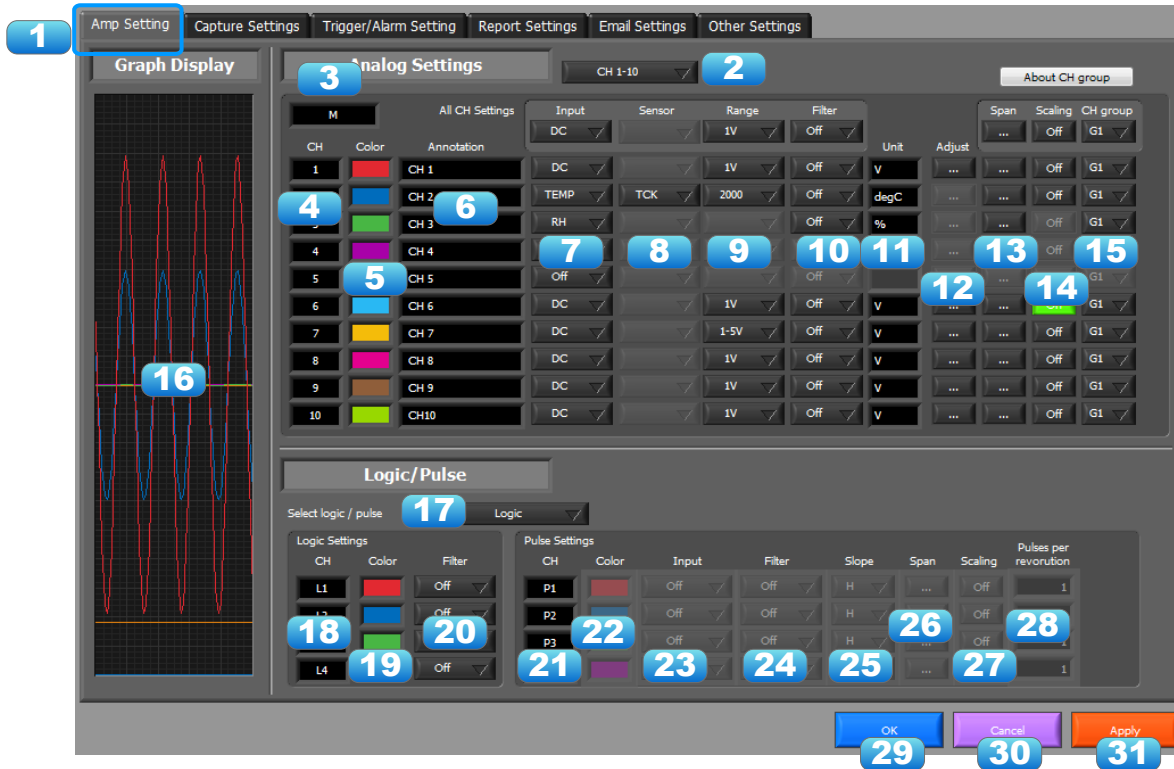 Amp Setting Capture Settings Trigger/Alarm Setting Report Settings Email Settings Other Settings
1
Graph Display
Analog Settings
CH 1-10
2
About CH group
3
M
All CH Settings
Input Sensor Range Filter Span Scaling CH group
DC 1V Off ... Off G1
CH Color Annotation Unit Adjust
1 CH 1 DC 1V Off V ... ... Off G1
CH 2 TEMP TCK 2000 Off degC ... ... Off G1
4 6
CH 3 RH Off % ... ... Off G1
4 CH 4 ... Off
7 8 9 10 11 13 15
5 CH 5 Off Off ... G1
5 12 14
6 CH 6 DC 1V Off V ... ... Off G1
7 CH 7 DC 1-5V Off V ... ... Off G1
8 CH 8 DC 1V Off V ... ... Off G1
16
9 CH 9 DC 1V Off V ... ... Off G1
10 CH10 DC 1V Off V ... ... Off G1
Logic/Pulse
Select logic / pulse 17 Logic
Logic Settings
CH Color Filter
L1 Off
Off
18 20
19
L4 Off
Pulse Settings
CH Color Input Filter Slope Span Scaling Pulses per
revorution
P1 Off Off H ... Off 1
P2 Off Off H Off
22 26 28
P3 Off Off H Off
21 23 24 25 27
... 1
OK Cancel Apply
29 30 31